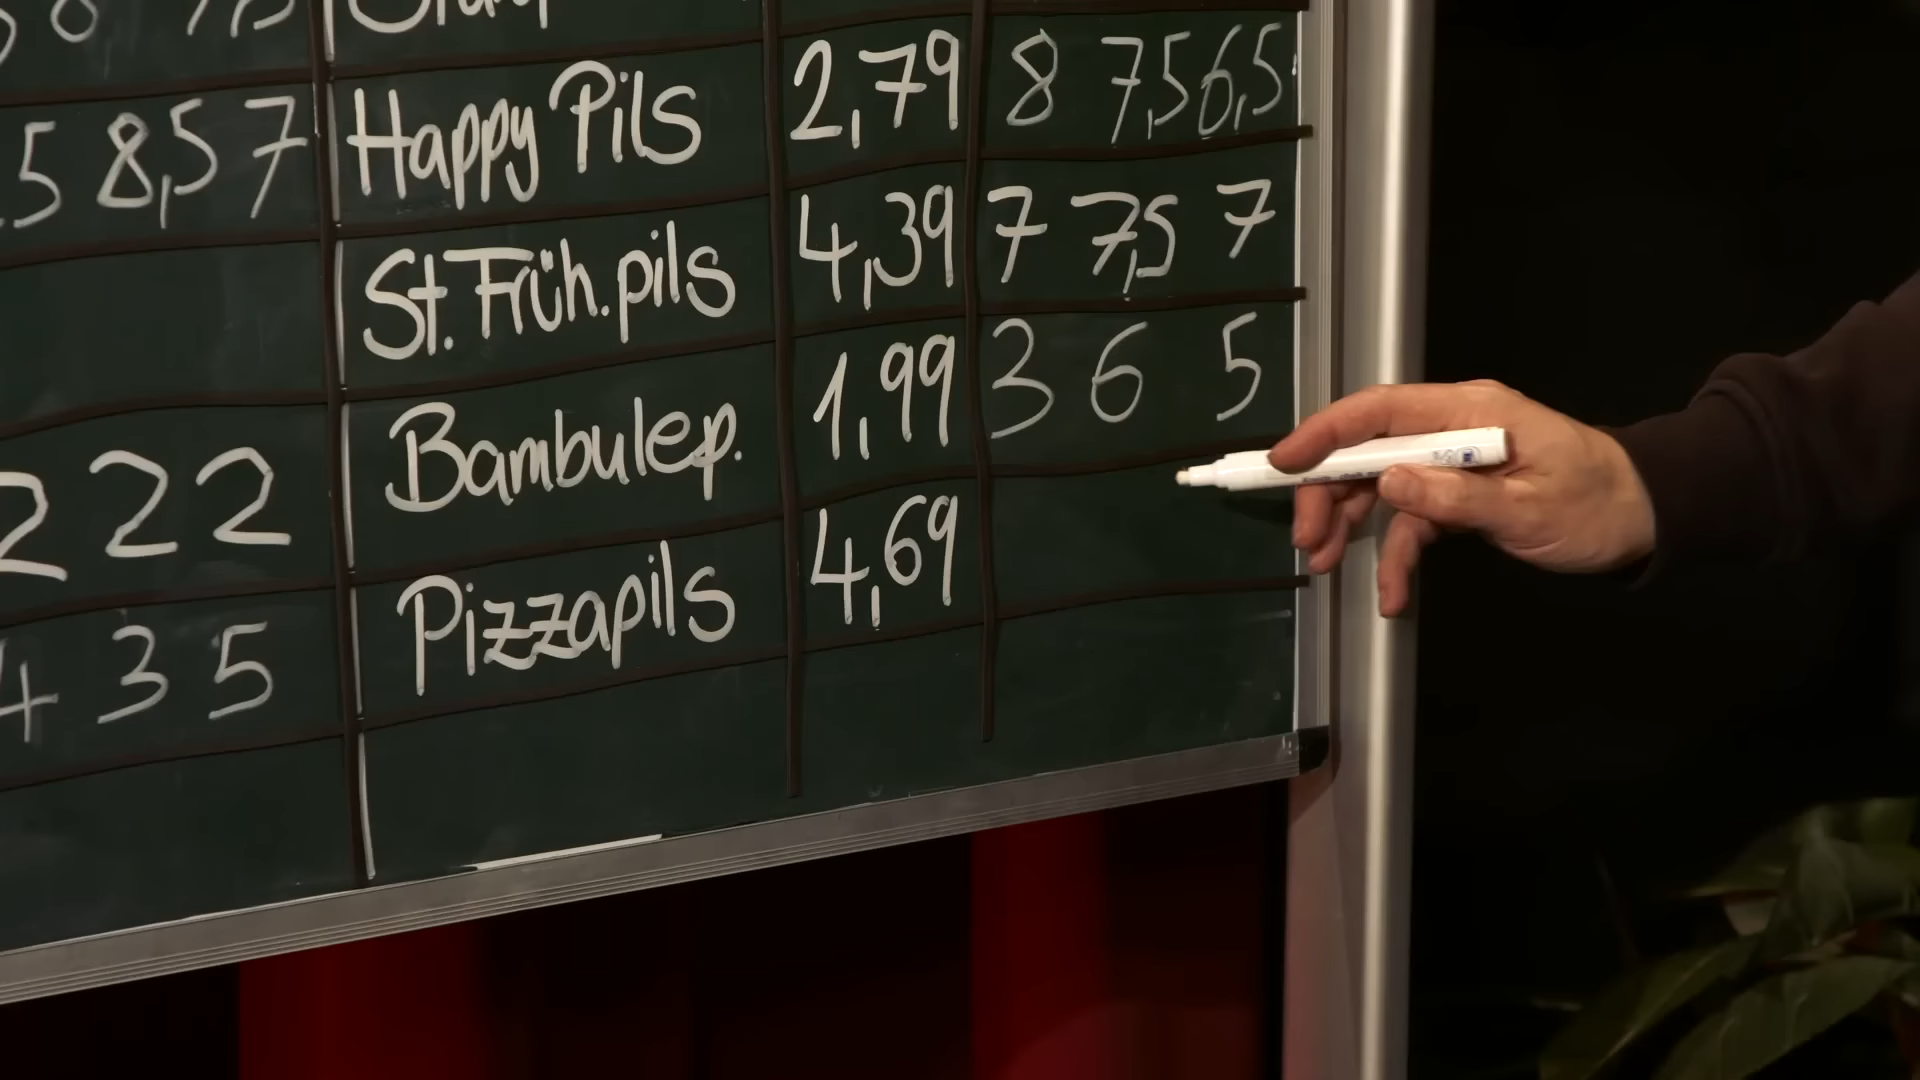 Happy Pils 2,79 8 7,5 6,5
5 8,5 7
St. Früh. pils 4,39 7 7,5 7
Bambulep. 1,99 3 6 5
2 2 2
Pizzapils 4,69
4 3 5